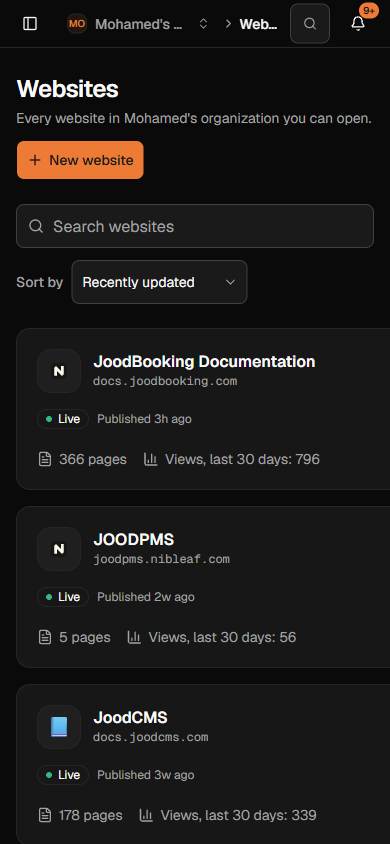 MO Mohamed's ... Web... 9+
Websites
Every website in Mohamed's organization you can open.
New website
Search websites
Sort by Recently updated
N JoodBooking Documentation
docs.joodbooking.com
Live Published 3h ago
366 pages Views, last 30 days: 796
N JOODPMS
joodpms.nibleaf.com
Live Published 2w ago
5 pages Views, last 30 days: 56
JoodCMS
docs.joodcms.com
Live Published 3w ago
178 pages Views, last 30 days: 339